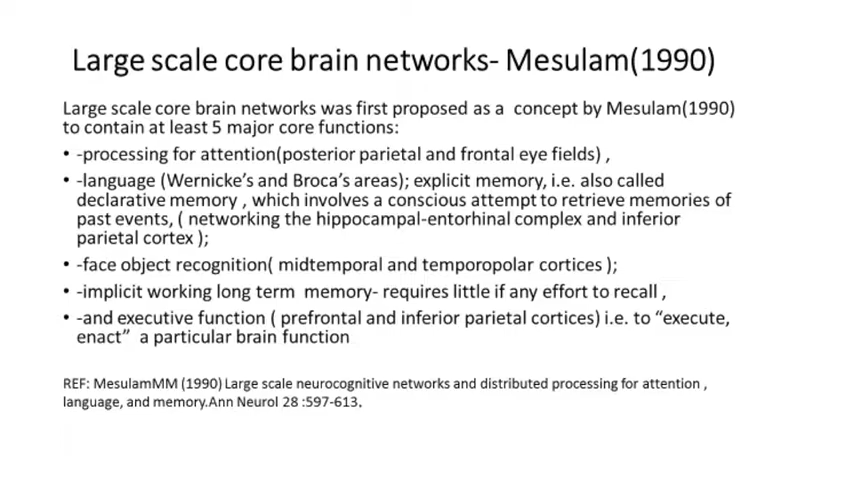 Large scale core brain networks- Mesulam(1990)
Large scale core brain networks was first proposed as a  concept by Mesulam(1990)
to contain at least 5 major core functions:
• -processing for attention(posterior parietal and frontal eye fields) ,
• -language (Wernicke's and Broca's areas); explicit memory, i.e. also called
declarative memory , which involves a conscious attempt to retrieve memories of
past events, ( networking the hippocampal-entorhinal complex and inferior
parietal cortex );
• -face object recognition( midtemporal and temporopolar cortices );
• -implicit working long term  memory- requires little if any effort to recall ,
• -and executive function ( prefrontal and inferior parietal cortices) i.e. to “execute,
enact”  a particular brain function
REF: MesulamMM (1990) Large scale neurocognitive networks and distributed processing for attention ,
language, and memory.Ann Neurol 28 :597-613.